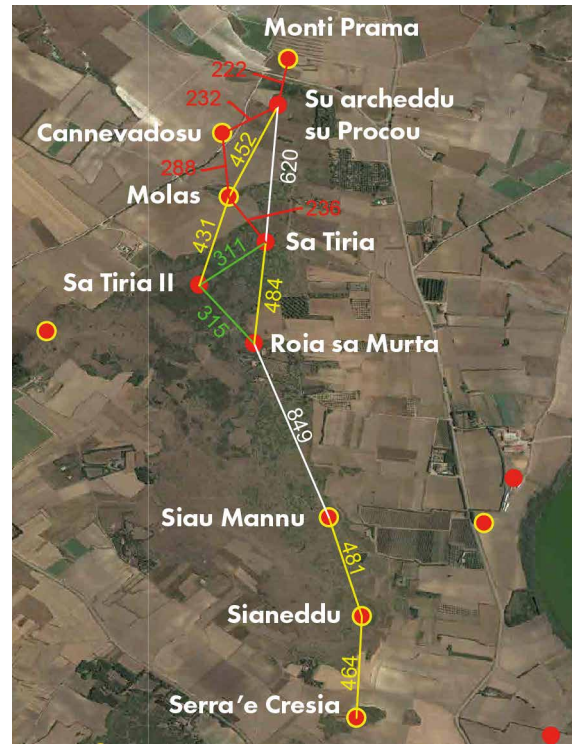 Monti Prama
222
Su archeddu
su Procou
232
Cannevadosu
452
620
288
Molas
238
431
Sa Tiria
311
Sa Tiria II
484
315
Roia sa Murta
849
Siau Mannu
481
Sianeddu
464
Serra'e Cresia